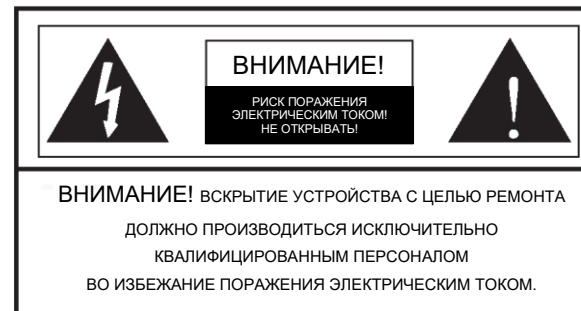 ВНИМАНИЕ!
РИСК ПОРАЖЕНИЯ
ЭЛЕКТРИЧЕСКИМ ТОКОМ!
НЕ ОТКРЫВАТЬ!
ВНИМАНИЕ! ВСКРЫТИЕ УСТРОЙСТВА С ЦЕЛЬЮ РЕМОНТА
ДОЛЖНО ПРОИЗВОДИТЬСЯ ИСКЛЮЧИТЕЛЬНО
КВАЛИФИЦИРОВАННЫМ ПЕРСОНАЛОМ
ВО ИЗБЕЖАНИЕ ПОРАЖЕНИЯ ЭЛЕКТРИЧЕСКИМ ТОКОМ.